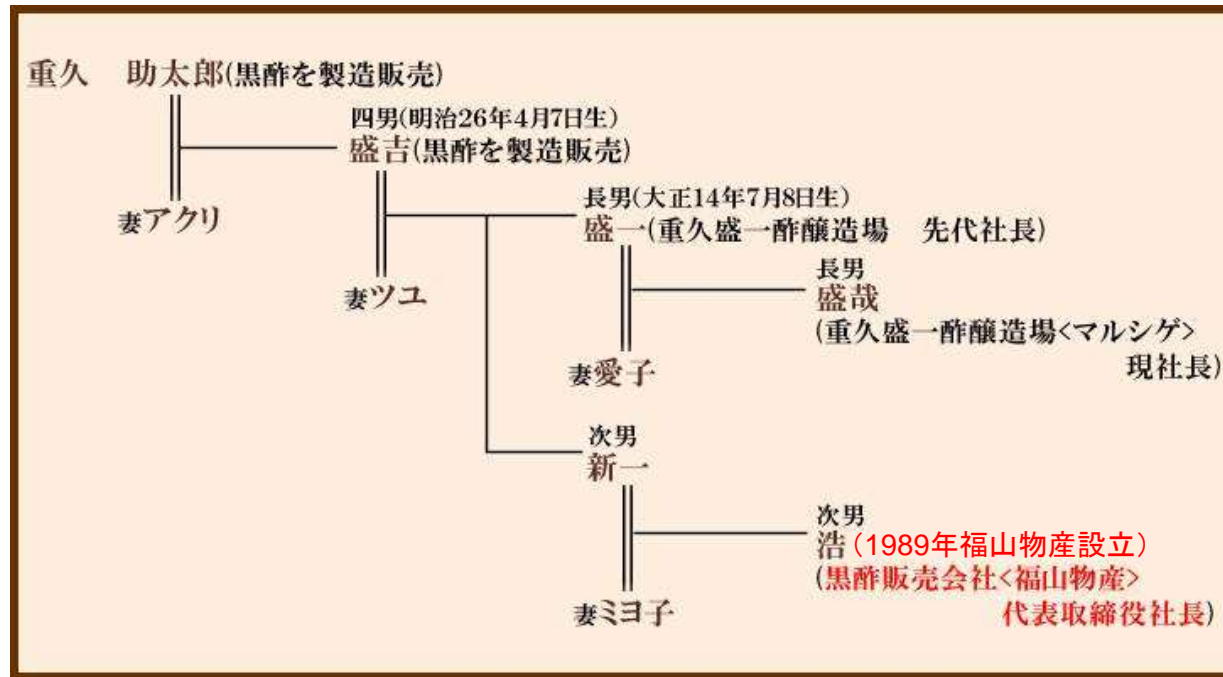 重久　助太郎(黒酢を製造販売)
四男(明治26年4月7日生)
盛吉(黒酢を製造販売)
長男(大正14年7月8日生)
妻アクリ
盛一(重久盛一酢醸造場　先代社長)
長男
妻ツユ
盛哉
(重久盛一酢醸造場<マルシゲ>
現社長)
妻愛子
次男
新一
次男
浩（1989年福山物産設立）
(黒酢販売会社<福山物産>
代表取締役社長)
妻ミヨ子